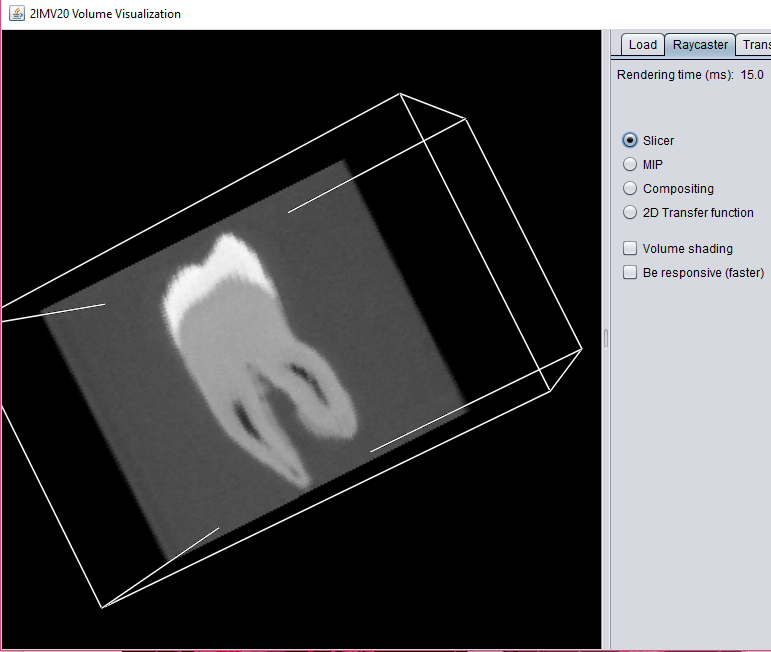 2IMV20 Volume Visualization
Load Raycaster Trans
Rendering time (ms): 15.0
Slicer
MIP
Compositing
2D Transfer function
Volume shading
Be responsive (faster)